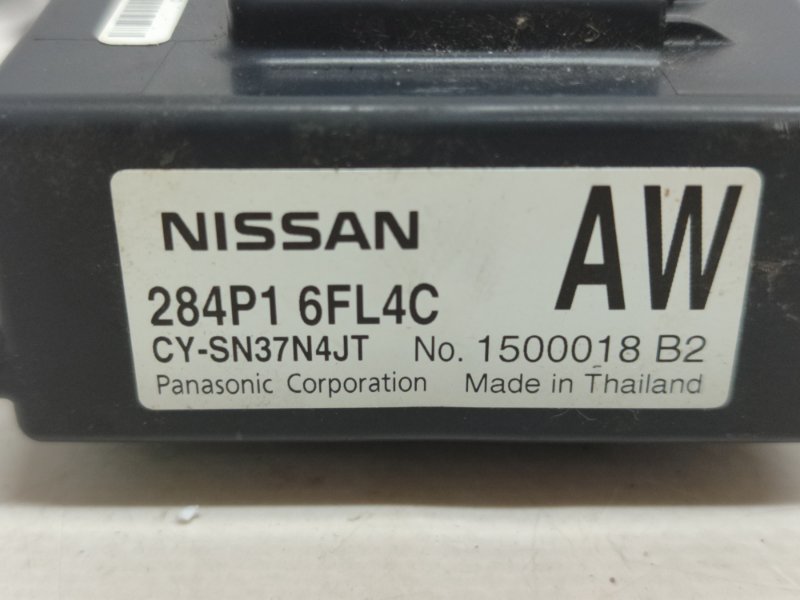 NISSAN
AW
284P1 6FL4C
CY-SN37N4JT No. 1500018 B2
Panasonic Corporation Made in Thailand